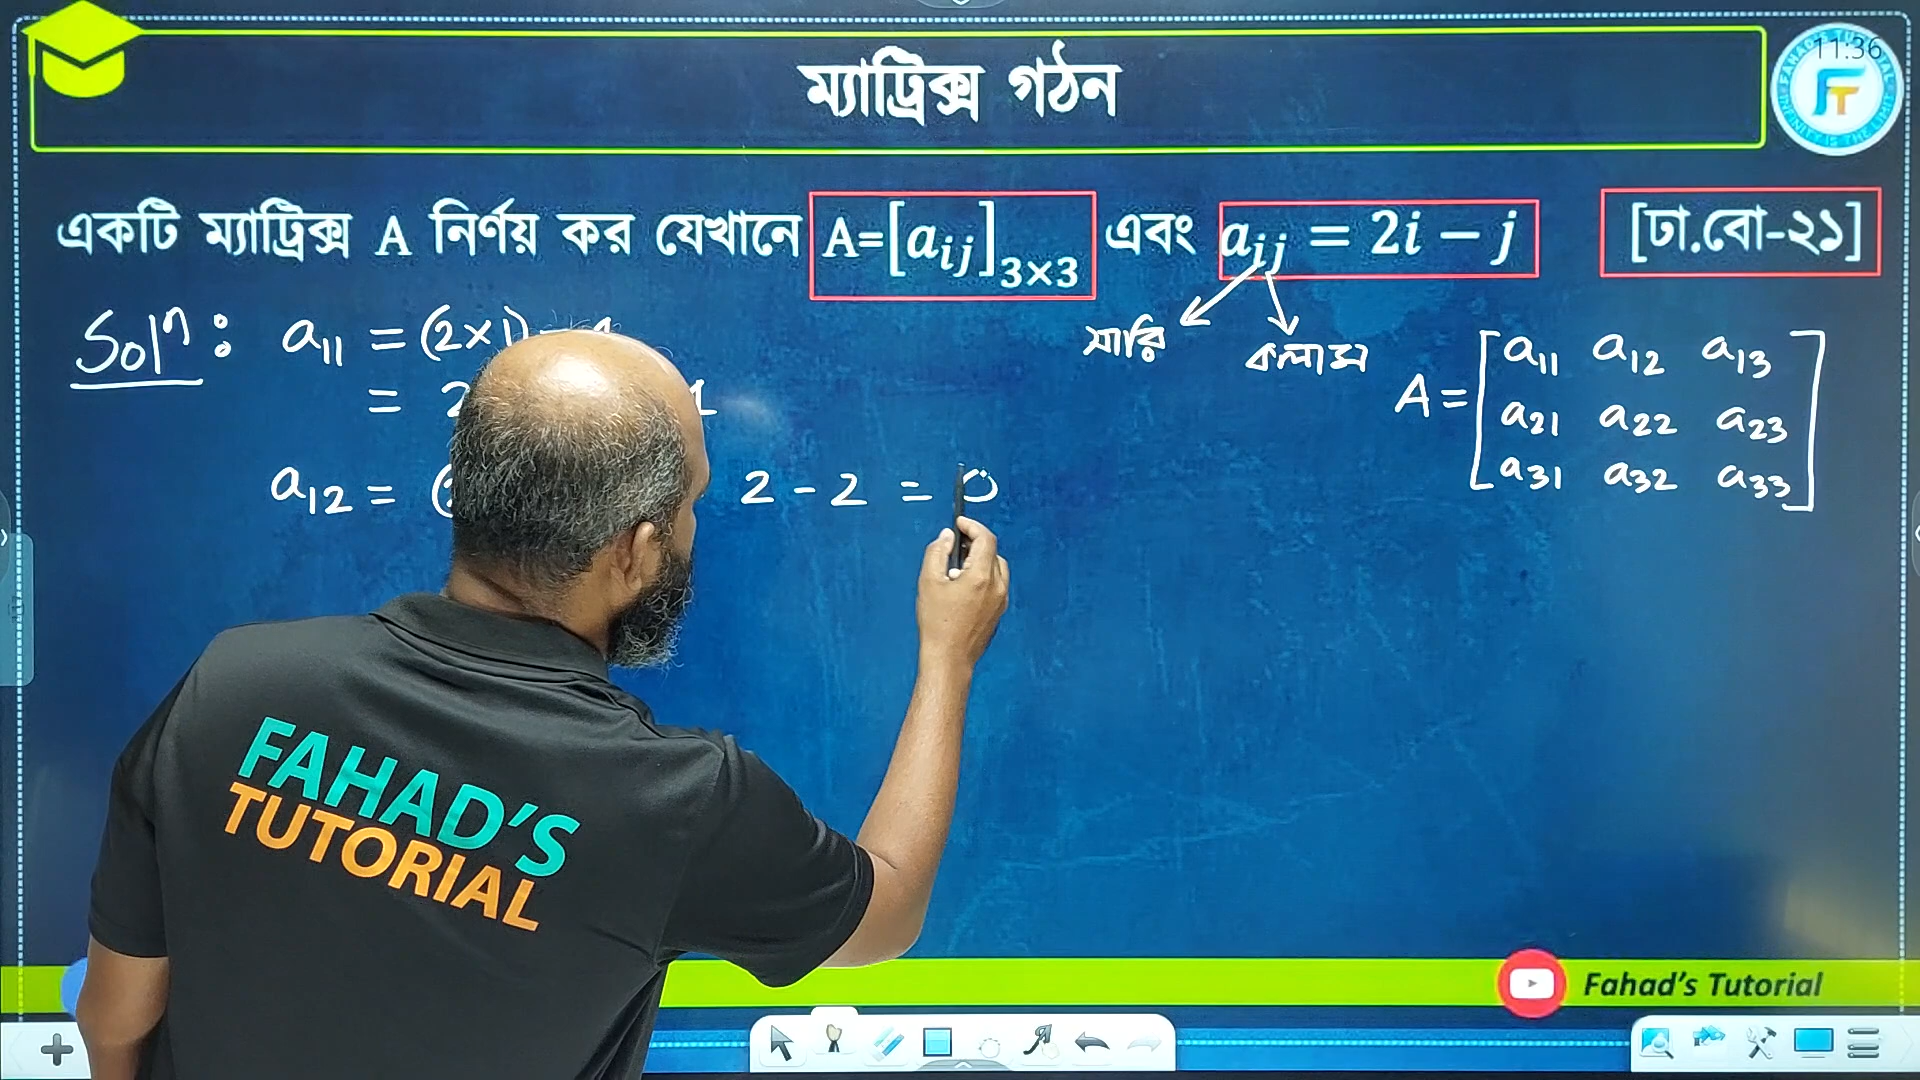 11:36
ম্যাট্রিক্স গঠন
একটি ম্যাট্রিক্স A নির্ণয় কর যেখানে A=[aij]3×3 এবং aij = 2i − j [ঢা.বো-২১]
সারি কলাম
Solⁿ: a11 = (2×1)
= 2 1
a12 = ( 2 - 2 = 0
A = [a11 a12 a13
a21 a22 a23
a31 a32 a33]
FAHAD'S
TUTORIAL
Fahad's Tutorial